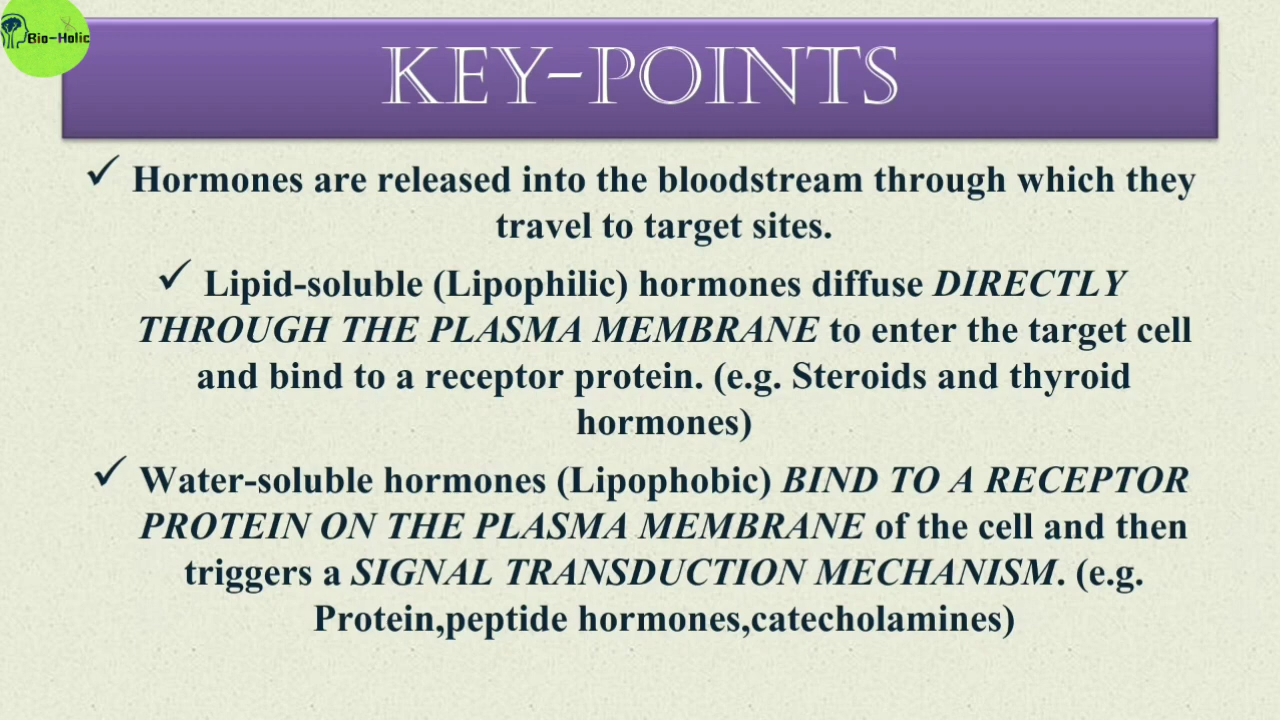 Bio-Holic
KEY-POINTS
✓ Hormones are released into the bloodstream through which they
travel to target sites.
✓ Lipid-soluble (Lipophilic) hormones diffuse DIRECTLY
THROUGH THE PLASMA MEMBRANE to enter the target cell
and bind to a receptor protein. (e.g. Steroids and thyroid
hormones)
✓ Water-soluble hormones (Lipophobic) BIND TO A RECEPTOR
PROTEIN ON THE PLASMA MEMBRANE of the cell and then
triggers a SIGNAL TRANSDUCTION MECHANISM. (e.g.
Protein,peptide hormones,catecholamines)